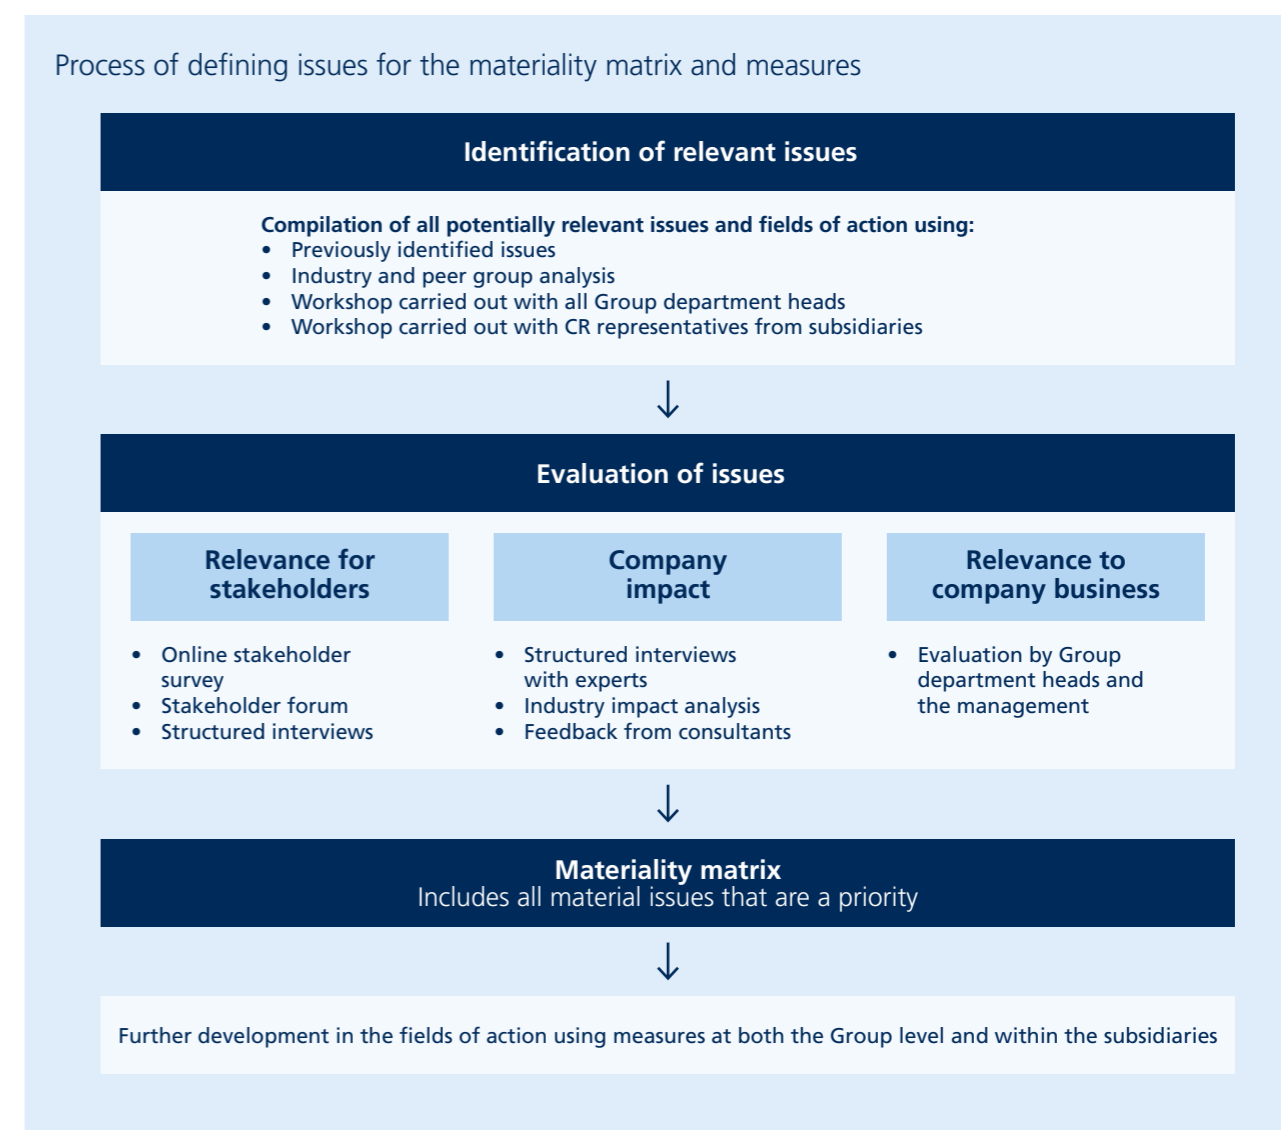 Process of defining issues for the materiality matrix and measures
Identification of relevant issues
Compilation of all potentially relevant issues and fields of action using:
• Previously identified issues
• Industry and peer group analysis
• Workshop carried out with all Group department heads
• Workshop carried out with CR representatives from subsidiaries
↓
Evaluation of issues
Relevance for
stakeholders
• Online stakeholder
survey
• Stakeholder forum
• Structured interviews
Company
impact
• Structured interviews
with experts
• Industry impact analysis
• Feedback from consultants
Relevance to
company business
• Evaluation by Group
department heads and
the management
↓
Materiality matrix
Includes all material issues that are a priority
↓
Further development in the fields of action using measures at both the Group level and within the subsidiaries